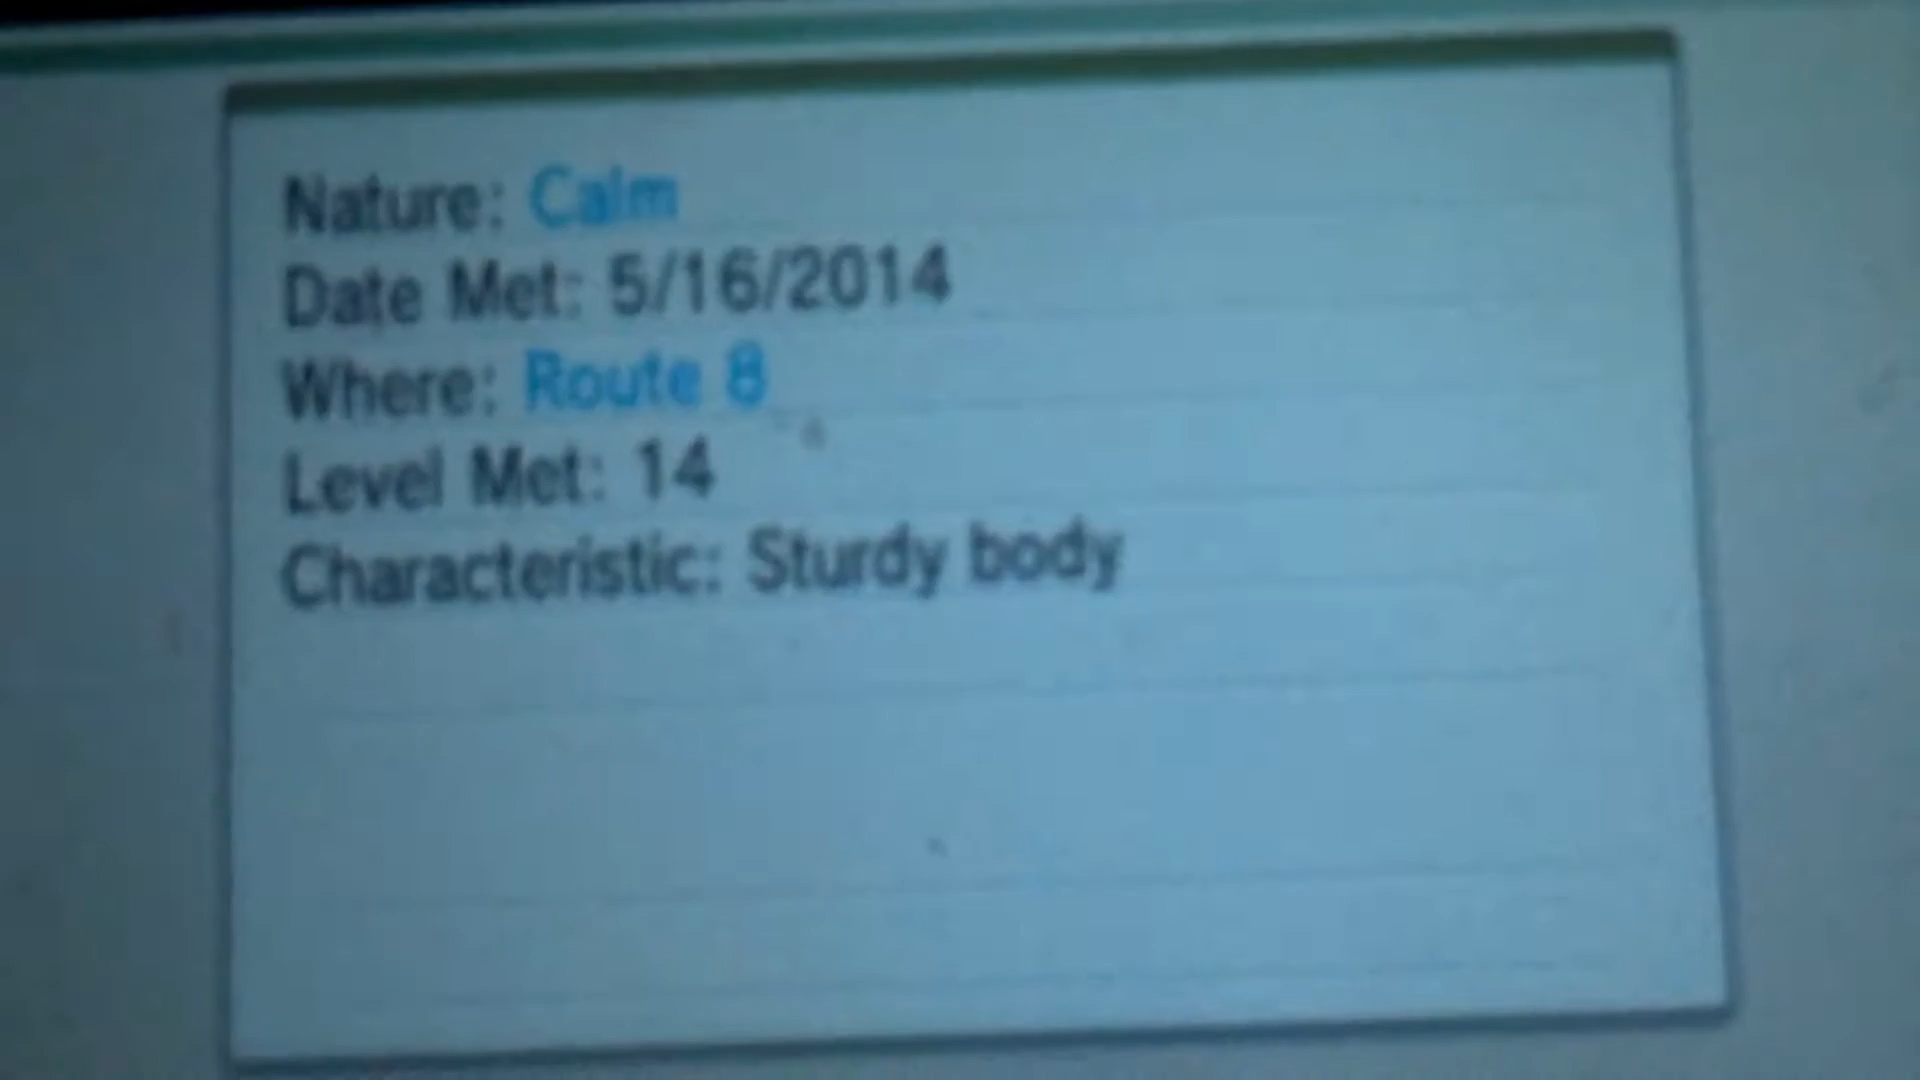 Nature: Calm
Date Met: 5/16/2014
Where: Route 8
Level Met: 14
Characteristic: Sturdy body